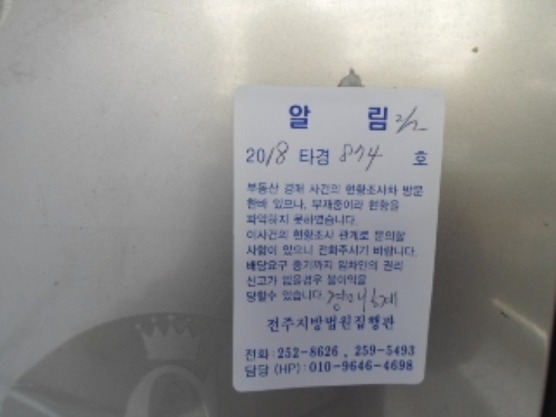 알 림 2/2
2018 타경 874 호
부동산 경매 사건의 현황조사차 방문
한바 있으나, 부재중이라 현황을
파악하지 못하였습니다.
이사건의 현황조사 관계로 문의할
사항이 있으니 전화주시기 바랍니다.
배당요구 종기까지 임차인의 권리
신고가 없을경우 불이익을
당할수 있습니다.
전주지방법원집행관
전화:252-8626, 259-5493
담당 (HP):010-9646-4698